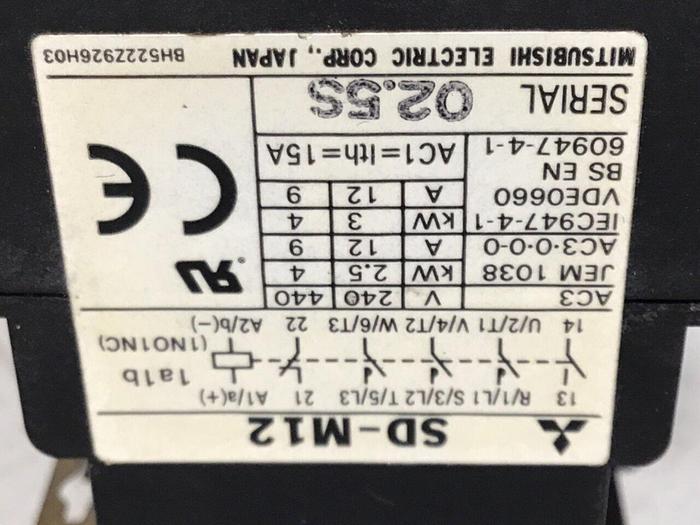 SD-M12
13 R/1/L1 S/3/L2 T/5/L3 21 A1/a(+)
1a1b
(1NO1NC)
14 U/2/T1 V/4/T2 W/6/T3 22 A2/b(−)
AC3 V 240 440
JEM 1038 kW 2.5 4
AC3-0-0-0 A 12 9
IEC947-4-1 kW 3 4
VDE0660 A 12 9
BS EN
60947-4-1 AC1=Ith=15A
SERIAL 02.5S
CE
UR
MITSUBISHI ELECTRIC CORP., JAPAN BH522Z926H03